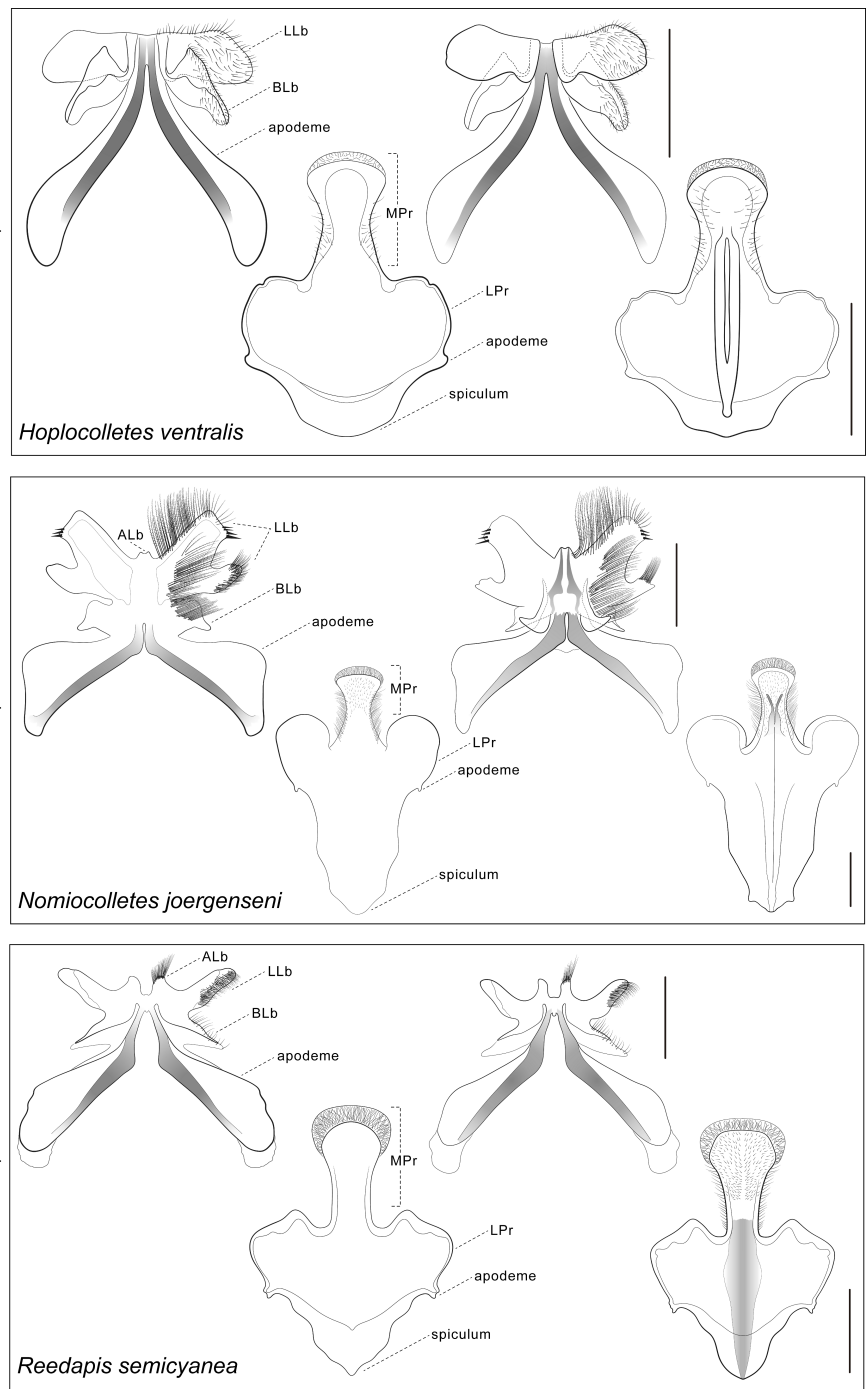 LLb
BLb
apodeme
MPr
LPr
apodeme
spiculum
Hoplocolletes ventralis
ALb
LLb
BLb
apodeme
MPr
LPr
apodeme
spiculum
Nomiocolletes joergenseni
ALb
LLb
BLb
apodeme
MPr
LPr
apodeme
spiculum
Reedapis semicyanea